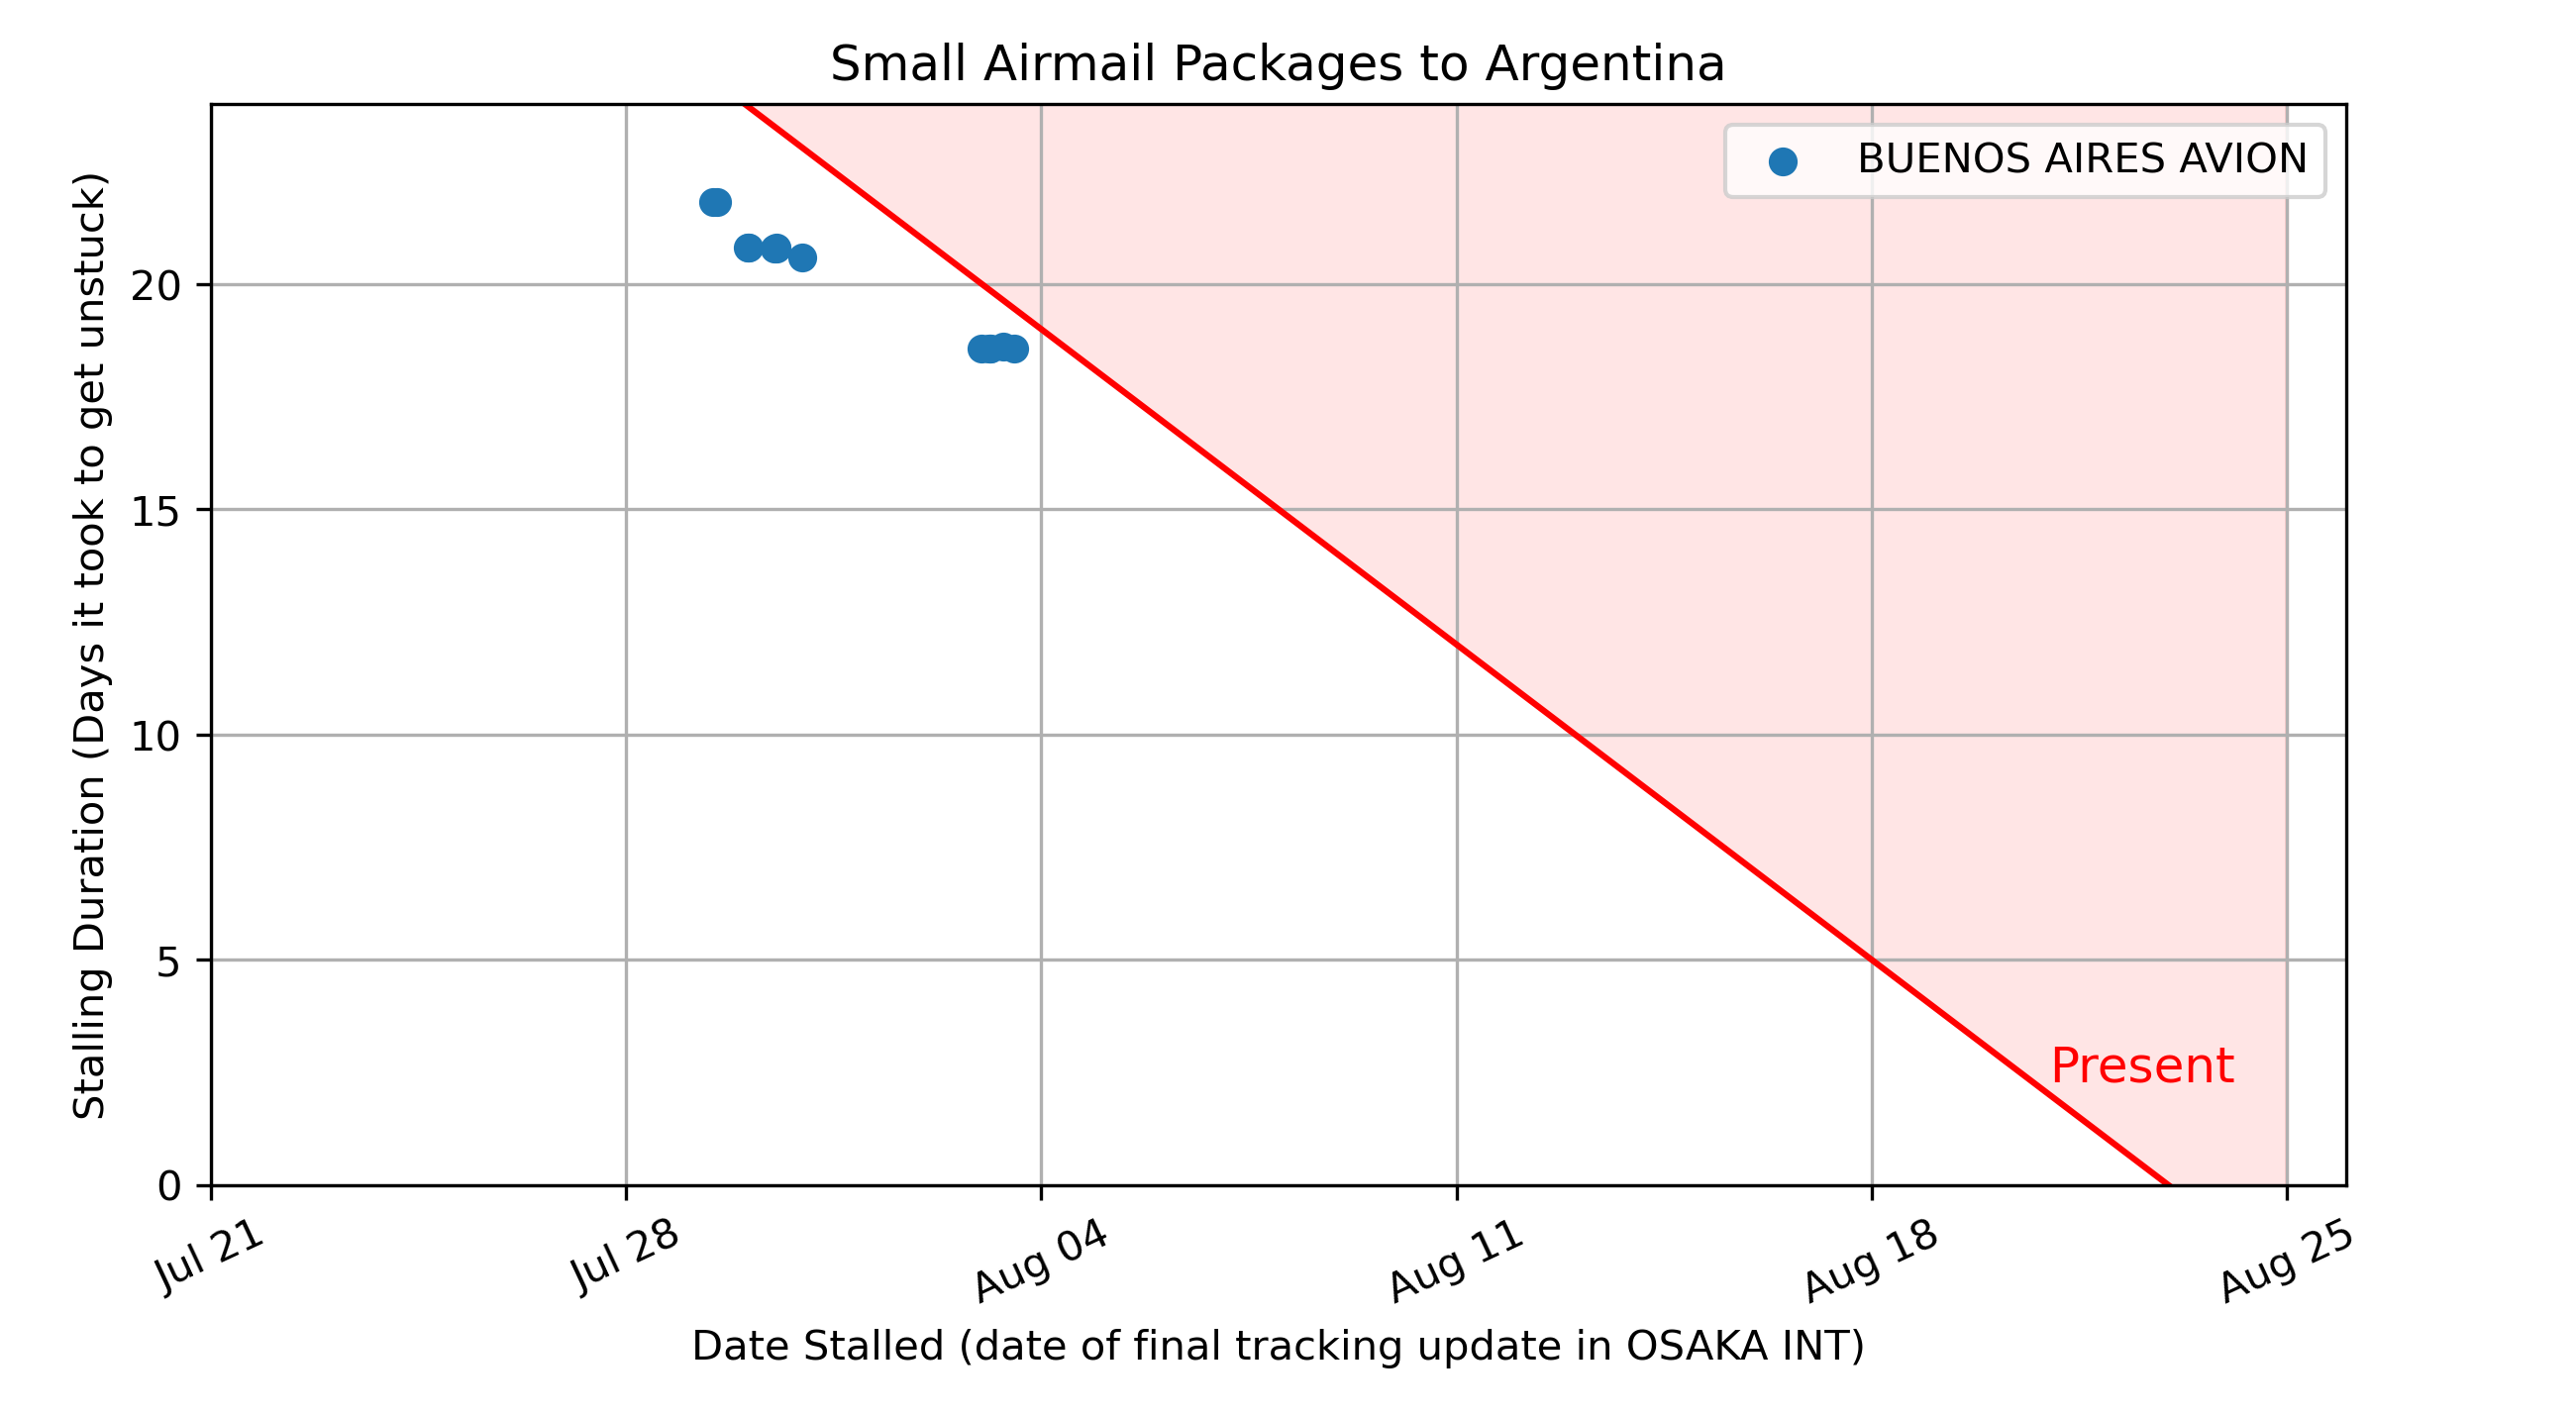 Small Airmail Packages to Argentina
BUENOS AIRES AVION
Stalling Duration (Days it took to get unstuck)
20
15
10
5
0
Present
Jul 21
Jul 28
Aug 04
Aug 11
Aug 18
Aug 25
Date Stalled (date of final tracking update in OSAKA INT)